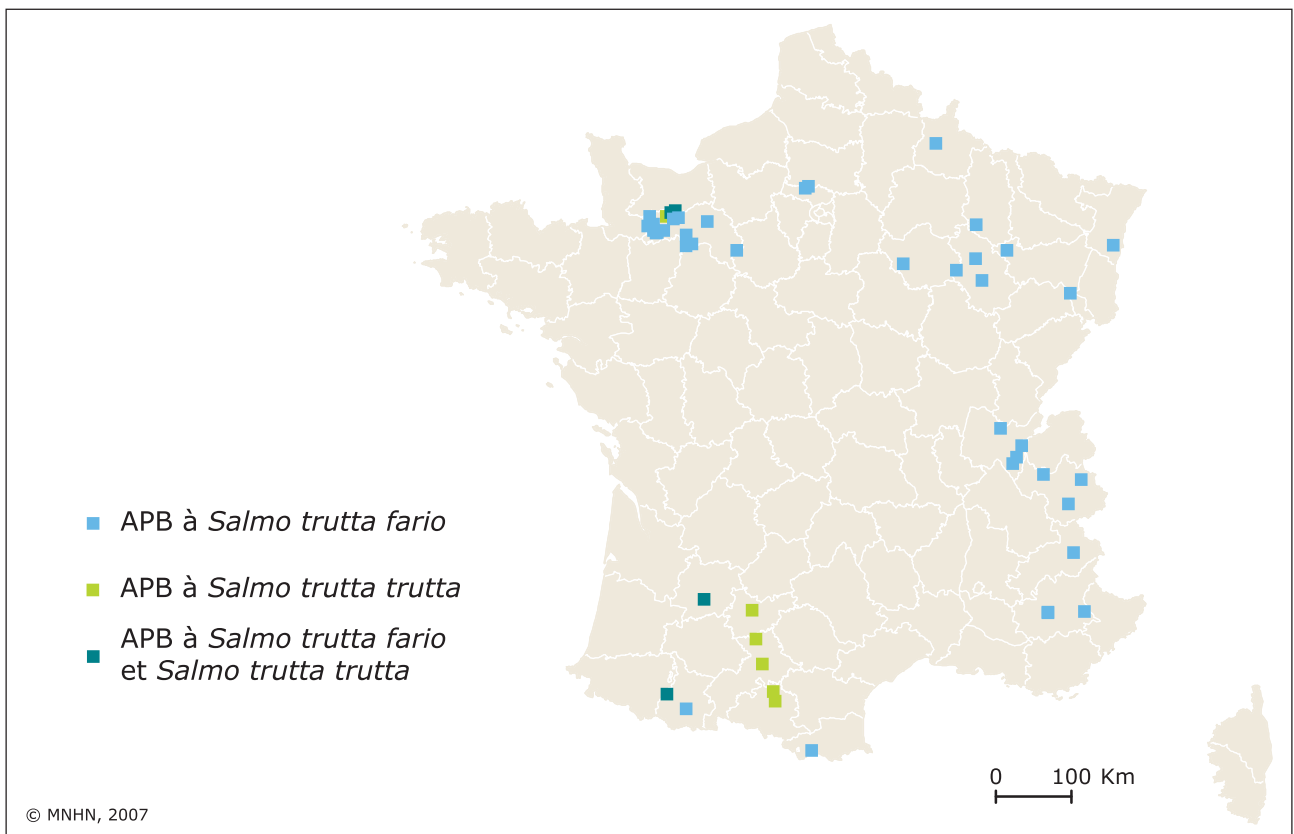 APB à Salmo trutta fario
APB à Salmo trutta trutta
APB à Salmo trutta fario
et Salmo trutta trutta
0 100 Km
© MNHN, 2007